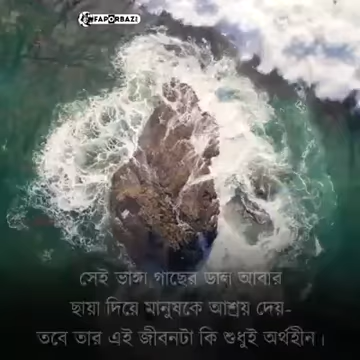 FAPORBAZI
সেই ভাঙ্গা গাছের ডাল আবার
ছায়া দিয়ে মানুষকে আশ্রয় দেয়-
তবে তার এই জীবনটা কি শুধুই অর্থহীন।